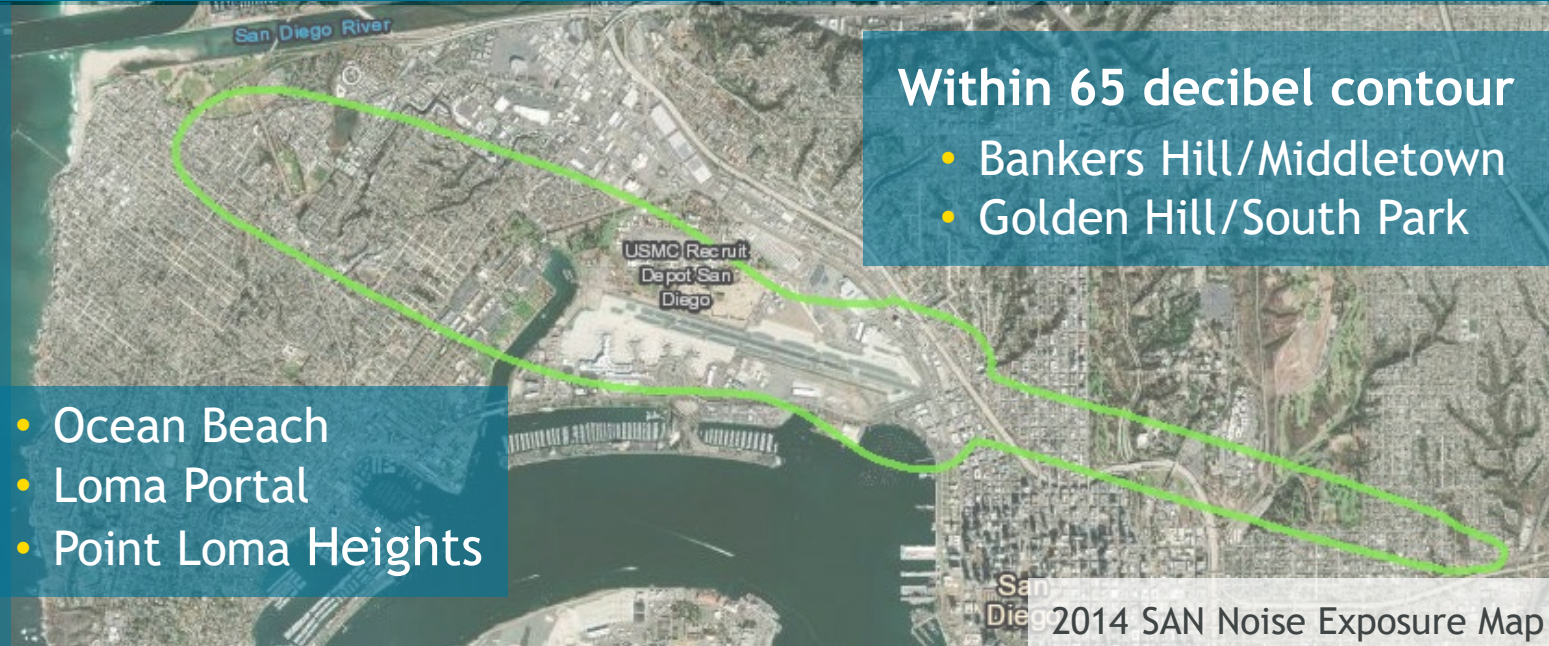 San Diego River
Within 65 decibel contour
• Bankers Hill/Middletown
• Golden Hill/South Park
USMC Recruit
Depot San
Diego
• Ocean Beach
• Loma Portal
• Point Loma Heights
San
Diego
2014 SAN Noise Exposure Map